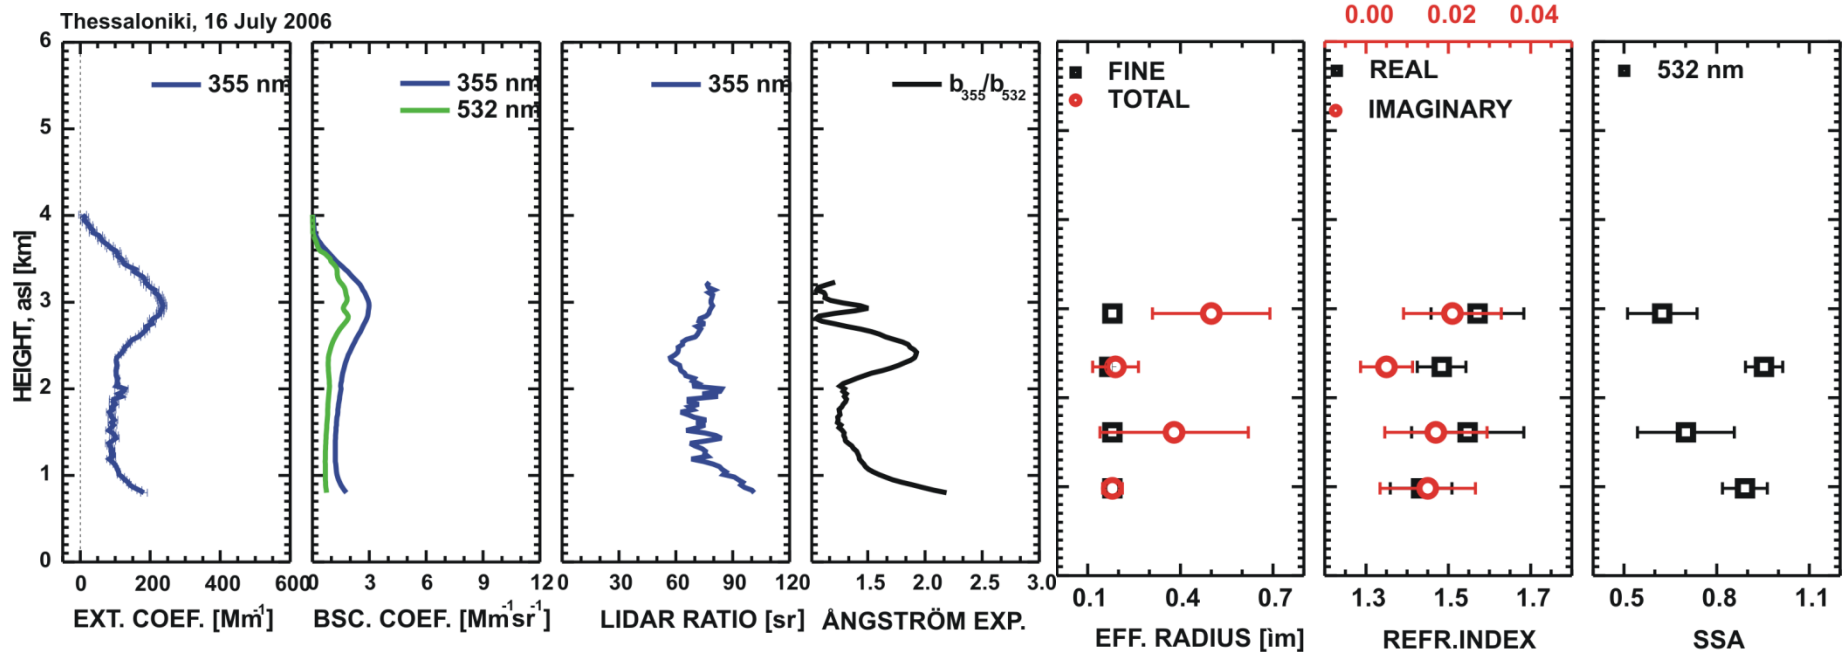 Thessaloniki, 16 July 2006
0.00 0.02 0.04
6
5
4
3
2
1
0
HEIGHT, asl [km]
355 nm
355 nm
532 nm
355 nm
b355/b532
FINE
TOTAL
REAL
IMAGINARY
532 nm
0 200 400 600
0 3 6 9 12
0 30 60 90 120
1.5 2.0 2.5 3.0
0.1 0.4 0.7
1.3 1.5 1.7
0.5 0.8 1.1
EXT. COEF. [Mm-1]
BSC. COEF. [Mm-1sr-1]
LIDAR RATIO [sr]
ÅNGSTRÖM EXP.
EFF. RADIUS [ìm]
REFR.INDEX
SSA